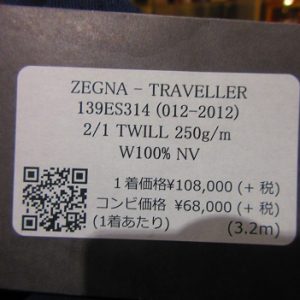 ZEGNA - TRAVELLER
139ES314 (012-2012)
2/1 TWILL 250g/m
W100% NV
1着価格¥108,000 (+ 税)
コンビ価格 ¥68,000 (+ 税)
(1着あたり) (3.2m)